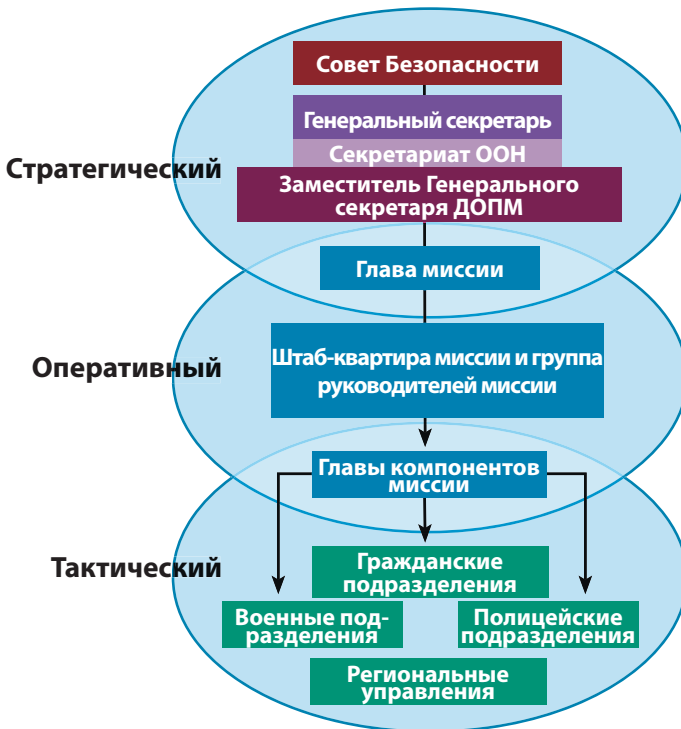 Совет Безопасности
Генеральный секретарь
Секретариат ООН
Стратегический
Заместитель Генерального
секретаря ДОПМ
Глава миссии
Оперативный
Штаб-квартира миссии и группа
руководителей миссии
Главы компонентов
миссии
Тактический
Гражданские
подразделения
Военные под-
разделения
Полицейские
подразделения
Региональные
управления